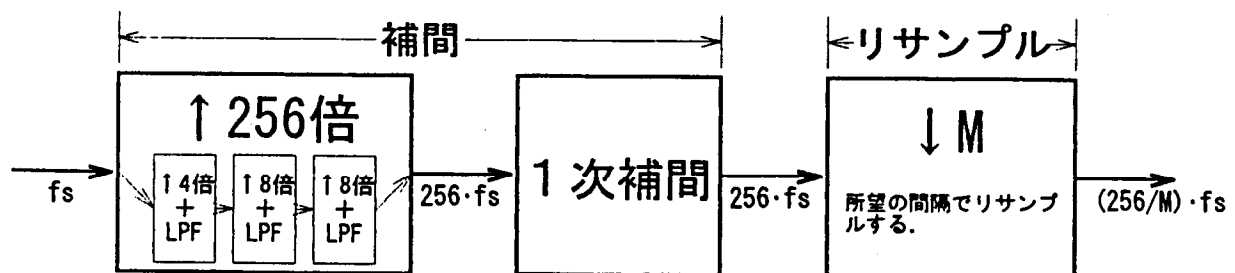 補間
リサンプル
↑256倍
↑4倍
+
LPF
↑8倍
+
LPF
↑8倍
+
LPF
1次補間
↓M
所望の間隔でリサンプ
ルする.
fs
256·fs
256·fs
(256/M)·fs